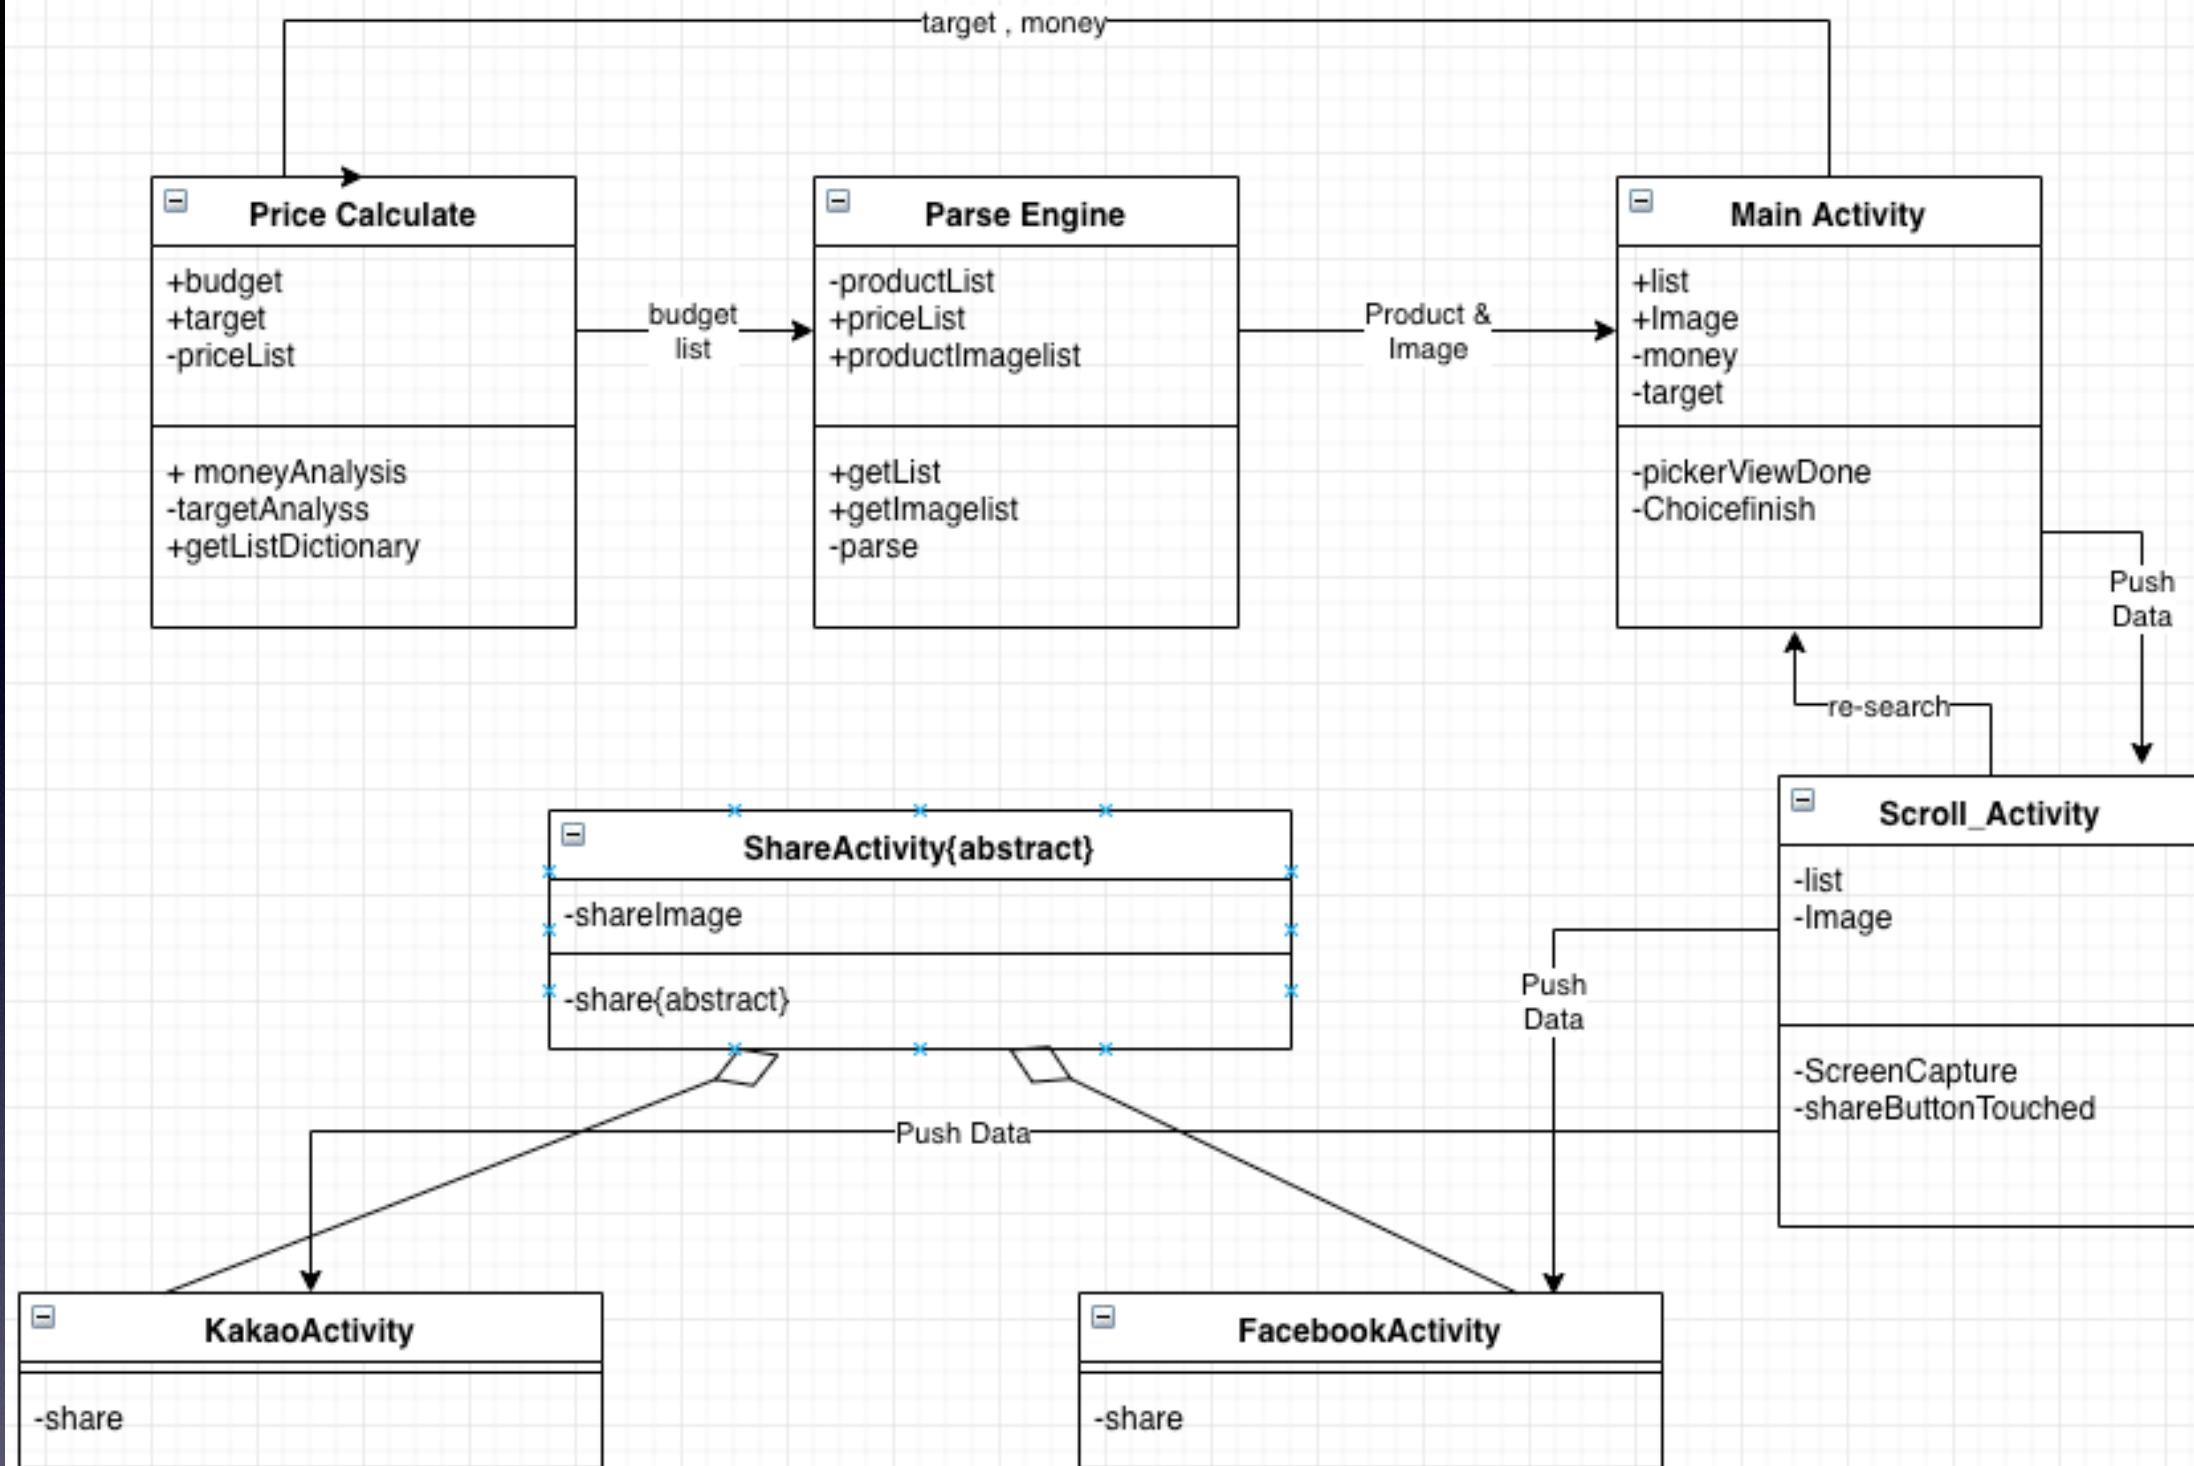 target , money
Price Calculate
+budget
+target
-priceList
+ moneyAnalysis
-targetAnalyss
+getListDictionary
budget
list
Parse Engine
-productList
+priceList
+productImagelist
+getList
+getImagelist
-parse
Product &
Image
Main Activity
+list
+Image
-money
-target
-pickerViewDone
-Choicefinish
Push
Data
re-search
ShareActivity{abstract}
-shareImage
-share{abstract}
Scroll_Activity
-list
-Image
-ScreenCapture
-shareButtonTouched
Push
Data
Push Data
KakaoActivity
-share
FacebookActivity
-share